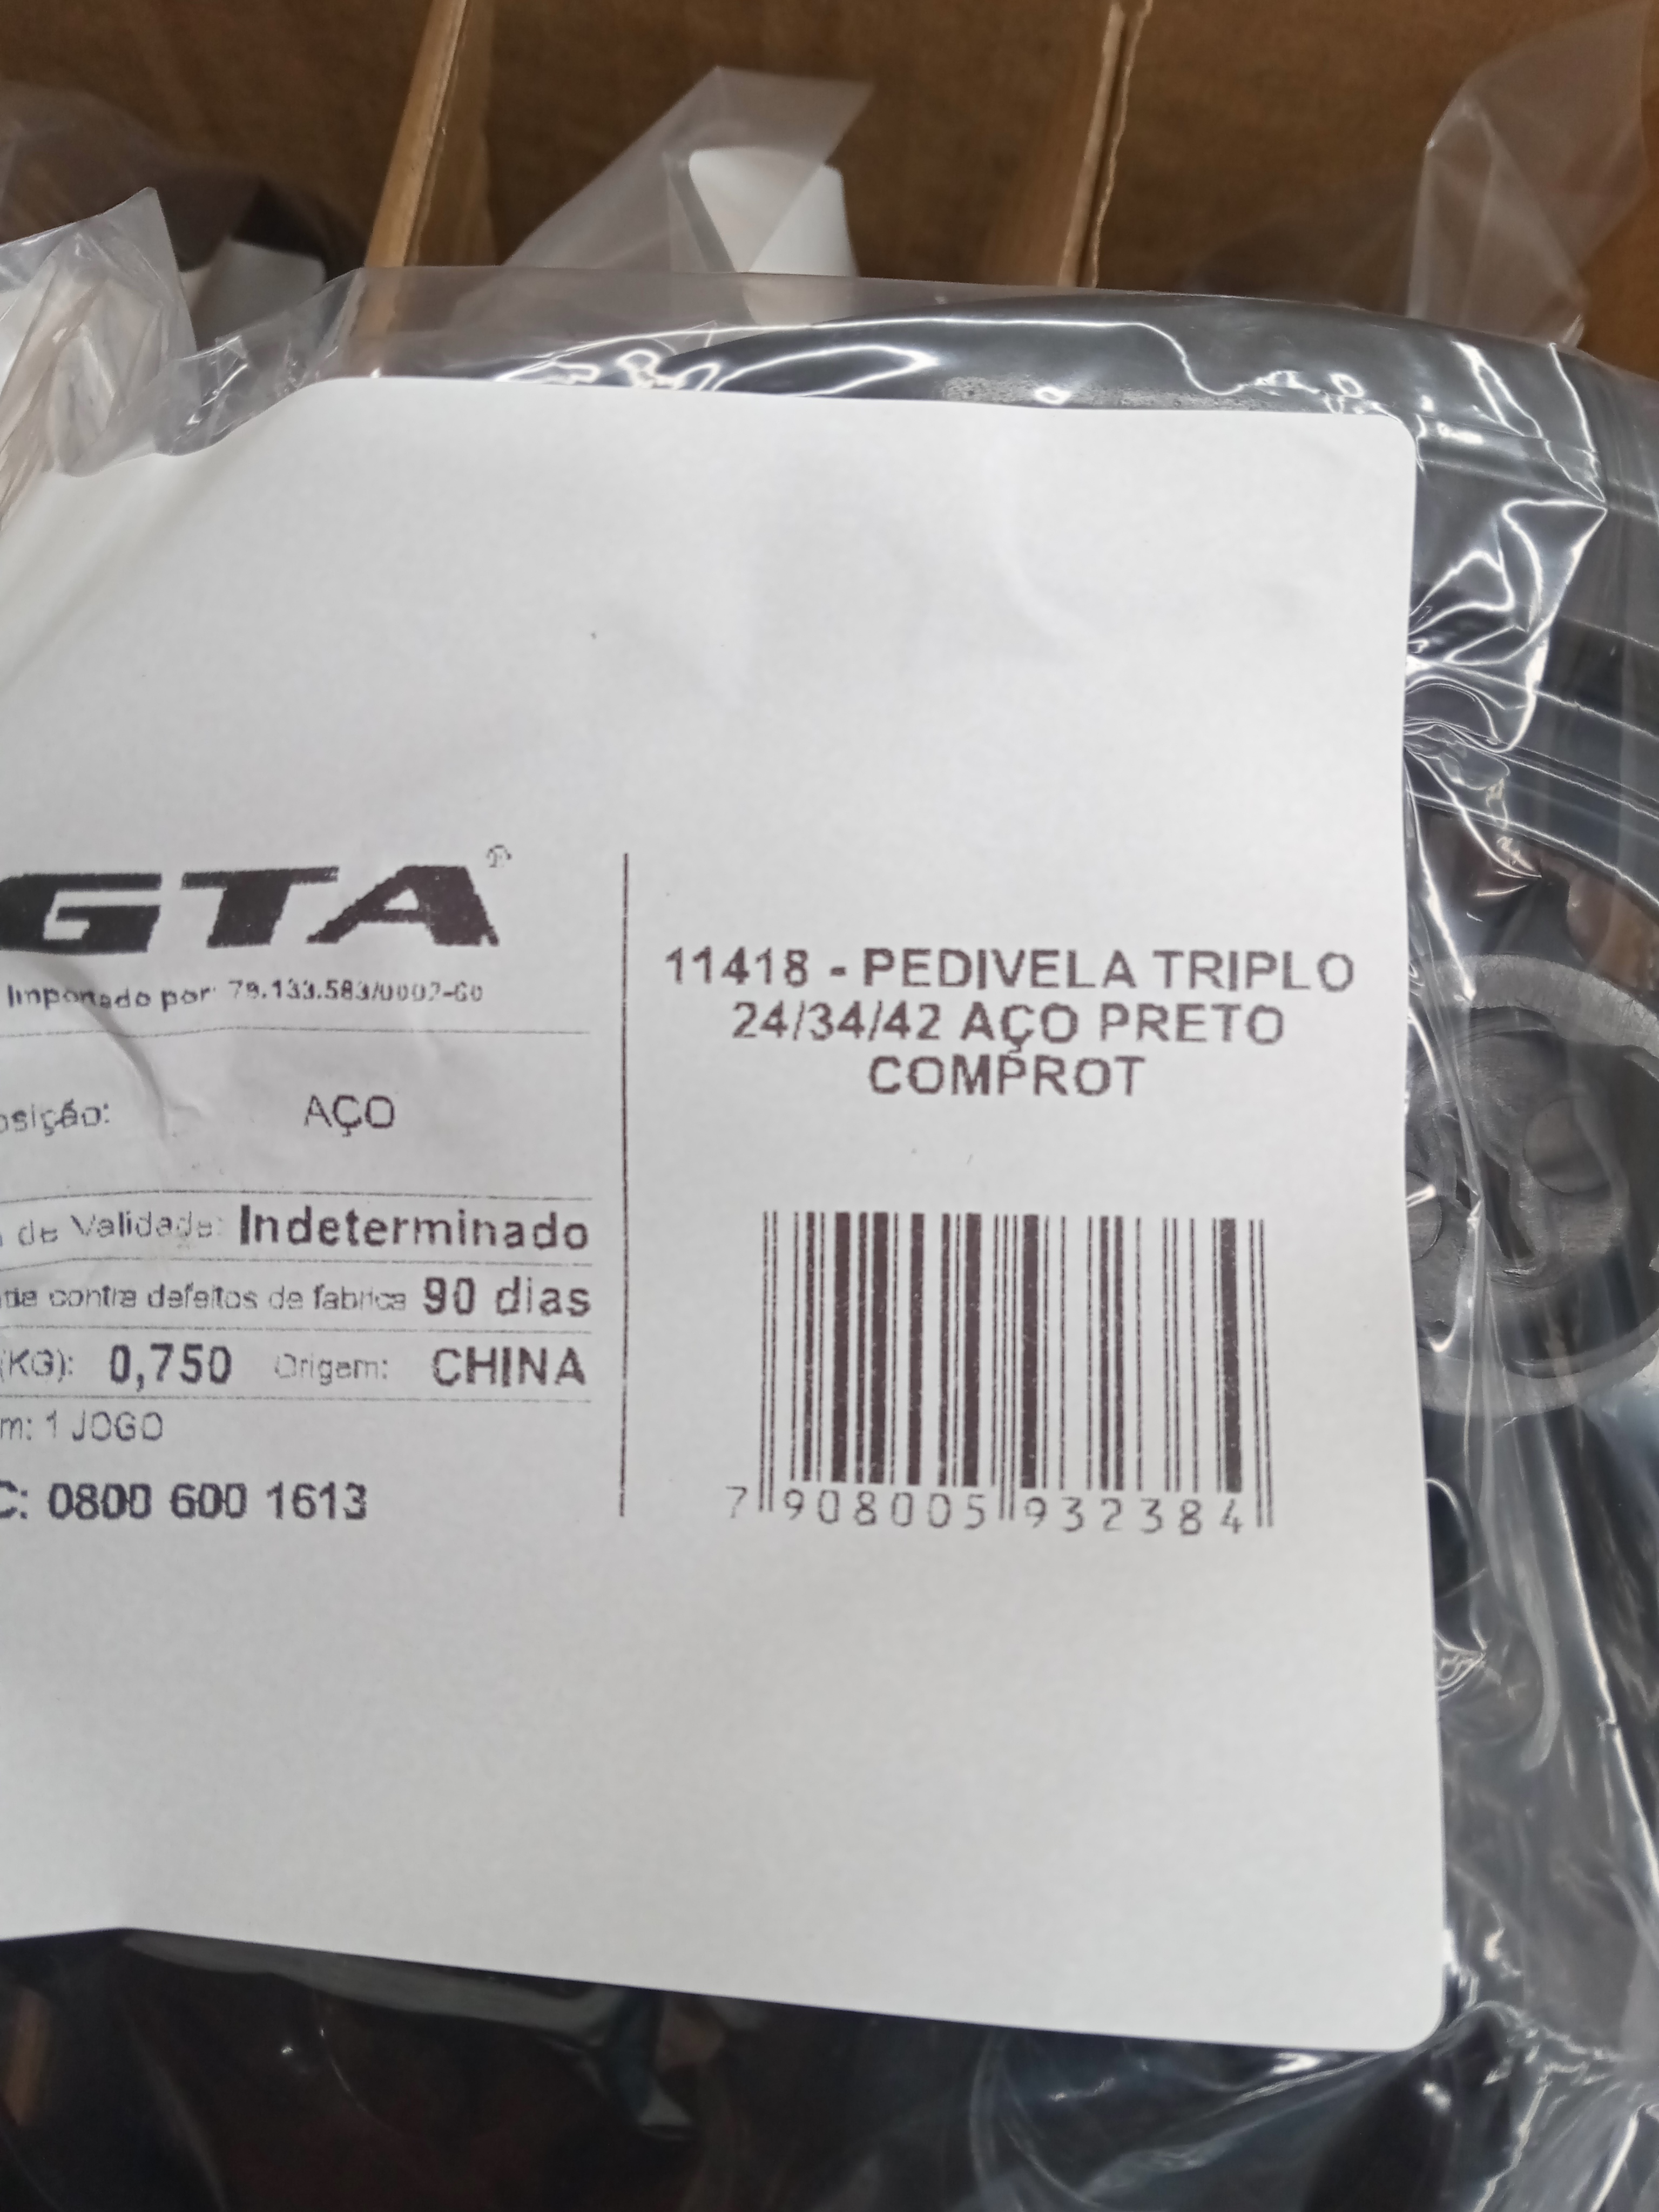 GTA®
Importado por: 78.133.583/0002-60
osição: AÇO
de Validade: Indeterminado
contra defeitos de fabrica 90 dias
(KG): 0,750 Origem: CHINA
m: 1 JOGO
C: 0800 600 1613
11418 - PEDIVELA TRIPLO
24/34/42 AÇO PRETO
COMPROT
7 908005 932384